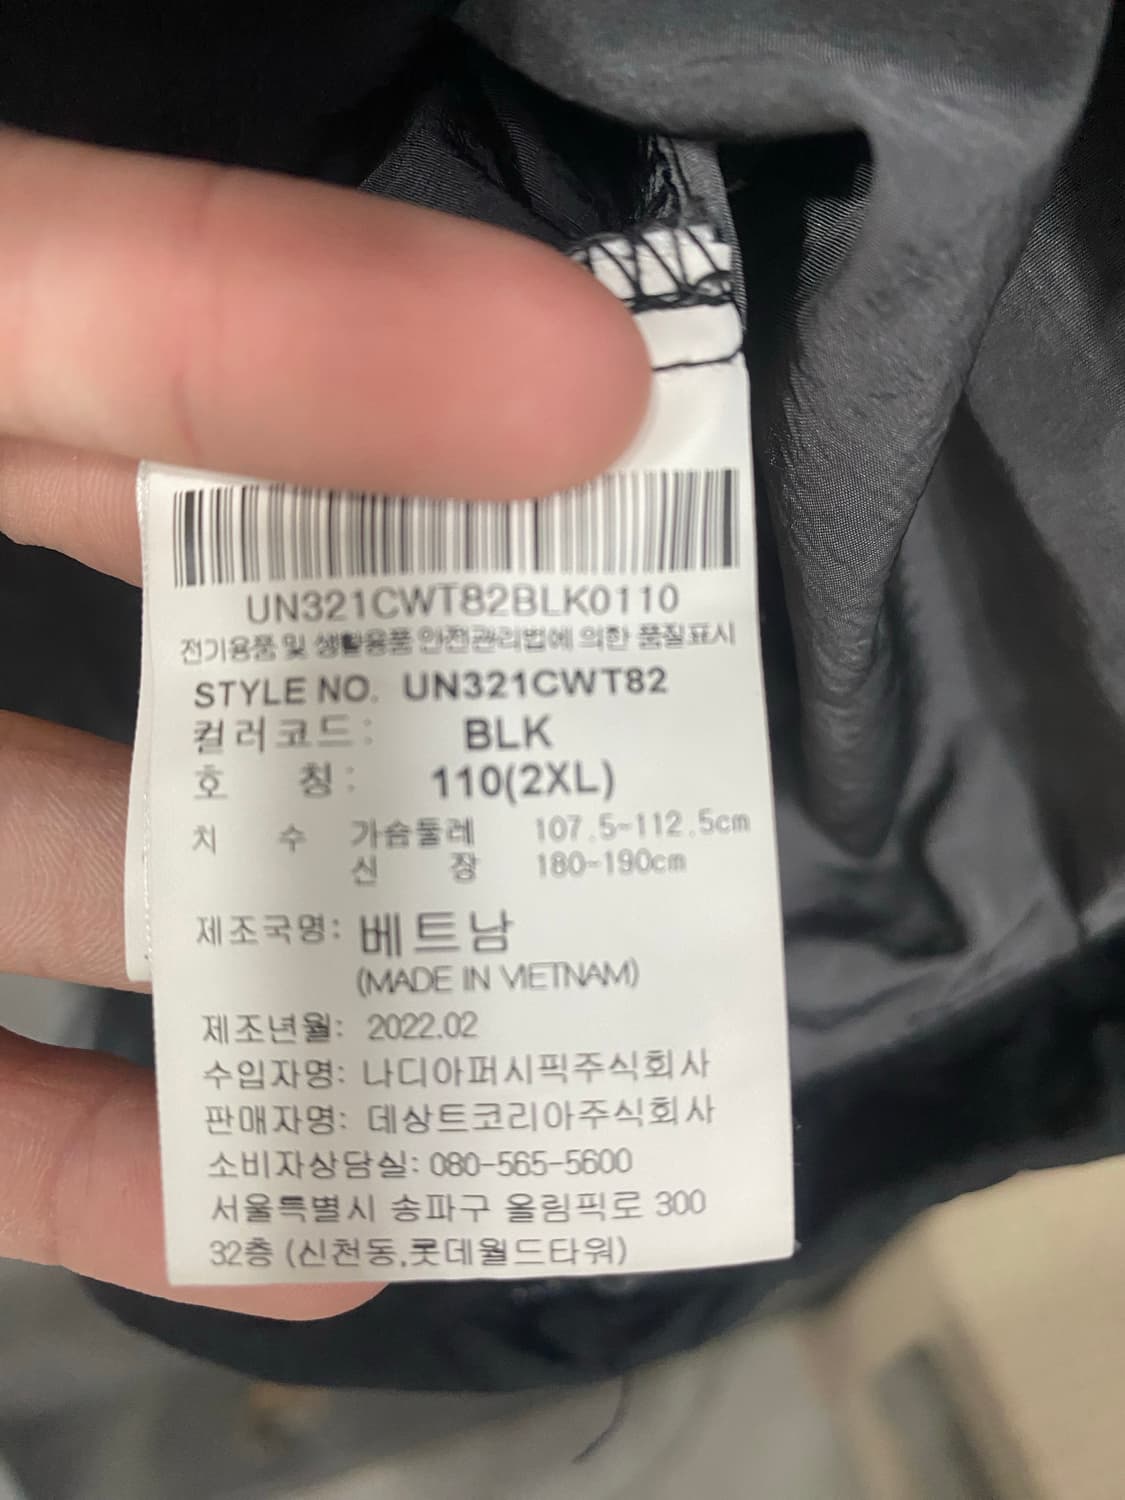 UN321CWT82BLK0110
전기용품 및 생활용품 안전관리법에 의한 품질표시
STYLE NO. UN321CWT82
컬러코드: BLK
호 칭: 110(2XL)
치 수 가슴둘레 107.5~112.5cm
신 장 180~190cm
제조국명: 베트남
(MADE IN VIETNAM)
제조년월: 2022.02
수입자명: 나디아퍼시픽주식회사
판매자명: 데상트코리아주식회사
소비자상담실: 080-565-5600
서울특별시 송파구 올림픽로 300
32층 (신천동,롯데월드타워)